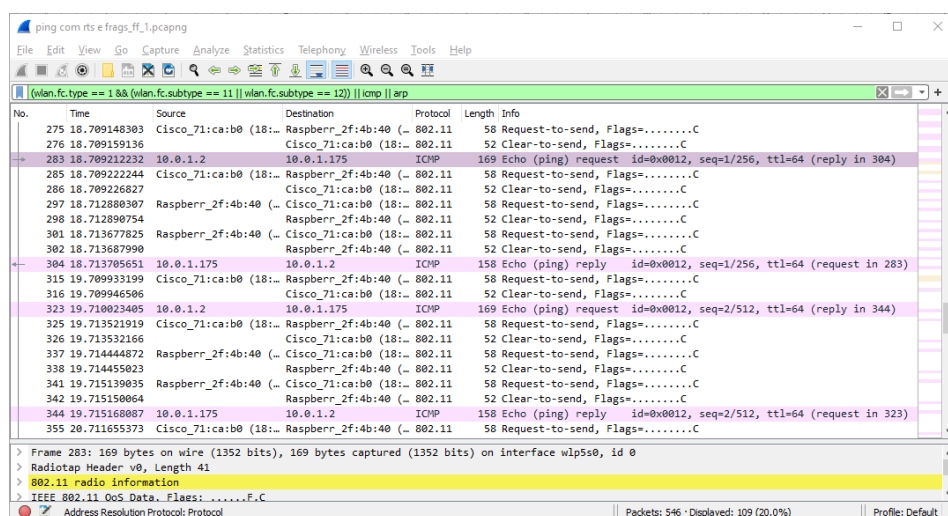 ping com rts e frags_ff_1.pcapng
File Edit View Go Capture Analyze Statistics Telephony Wireless Tools Help
(wlan.fc.type == 1 && (wlan.fc.subtype == 11 || wlan.fc.subtype == 12)) || icmp || arp
No. Time Source Destination Protocol Length Info
275 18.709148303 Cisco_71:ca:b0 (18:… Raspberr_2f:4b:40 (… 802.11 58 Request-to-send, Flags=........C
276 18.709159136 Cisco_71:ca:b0 (18:… 802.11 52 Clear-to-send, Flags=........C
283 18.709212232 10.0.1.2 10.0.1.175 ICMP 169 Echo (ping) request id=0x0012, seq=1/256, ttl=64 (reply in 304)
285 18.709222244 Cisco_71:ca:b0 (18:… Raspberr_2f:4b:40 (… 802.11 58 Request-to-send, Flags=........C
286 18.709226827 Cisco_71:ca:b0 (18:… 802.11 52 Clear-to-send, Flags=........C
297 18.712880307 Raspberr_2f:4b:40 (… Cisco_71:ca:b0 (18:… 802.11 58 Request-to-send, Flags=........C
298 18.712890754 Raspberr_2f:4b:40 (… 802.11 52 Clear-to-send, Flags=........C
301 18.713677825 Raspberr_2f:4b:40 (… Cisco_71:ca:b0 (18:… 802.11 58 Request-to-send, Flags=........C
302 18.713687990 Raspberr_2f:4b:40 (… 802.11 52 Clear-to-send, Flags=........C
304 18.713705651 10.0.1.175 10.0.1.2 ICMP 158 Echo (ping) reply id=0x0012, seq=1/256, ttl=64 (request in 283)
315 19.709933199 Cisco_71:ca:b0 (18:… Raspberr_2f:4b:40 (… 802.11 58 Request-to-send, Flags=........C
316 19.709946506 Cisco_71:ca:b0 (18:… 802.11 52 Clear-to-send, Flags=........C
323 19.710023405 10.0.1.2 10.0.1.175 ICMP 169 Echo (ping) request id=0x0012, seq=2/512, ttl=64 (reply in 344)
325 19.713521919 Cisco_71:ca:b0 (18:… Raspberr_2f:4b:40 (… 802.11 58 Request-to-send, Flags=........C
326 19.713532166 Cisco_71:ca:b0 (18:… 802.11 52 Clear-to-send, Flags=........C
337 19.714444872 Raspberr_2f:4b:40 (… Cisco_71:ca:b0 (18:… 802.11 58 Request-to-send, Flags=........C
338 19.714455023 Raspberr_2f:4b:40 (… 802.11 52 Clear-to-send, Flags=........C
341 19.715139035 Raspberr_2f:4b:40 (… Cisco_71:ca:b0 (18:… 802.11 58 Request-to-send, Flags=........C
342 19.715150064 Raspberr_2f:4b:40 (… 802.11 52 Clear-to-send, Flags=........C
344 19.715168087 10.0.1.175 10.0.1.2 ICMP 158 Echo (ping) reply id=0x0012, seq=2/512, ttl=64 (request in 323)
355 20.711655373 Cisco_71:ca:b0 (18:… Raspberr_2f:4b:40 (… 802.11 58 Request-to-send, Flags=........C
> Frame 283: 169 bytes on wire (1352 bits), 169 bytes captured (1352 bits) on interface wlp5s0, id 0
> Radiotap Header v0, Length 41
> 802.11 radio information
> IEEE 802.11 QoS Data, Flags: ......F.C
Address Resolution Protocol: Protocol Packets: 546 · Displayed: 109 (20.0%) Profile: Default